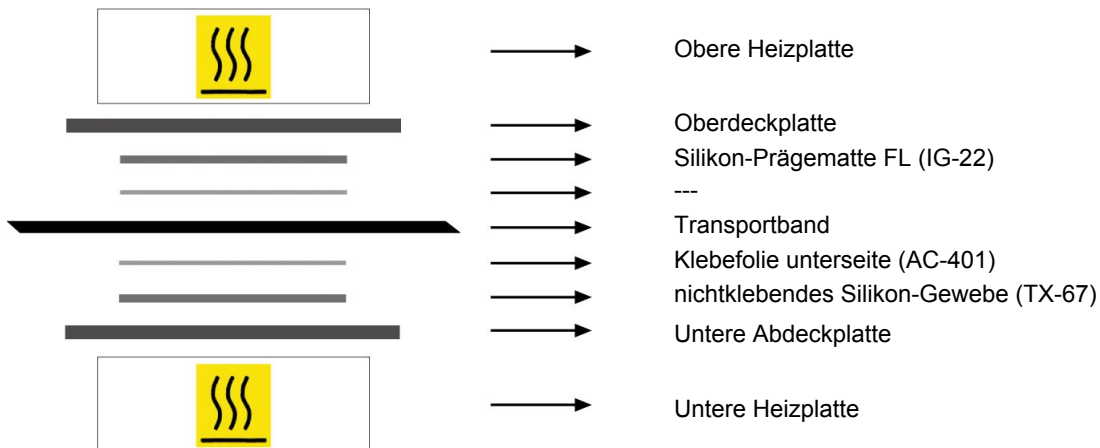 Obere Heizplatte
Oberdeckplatte
Silikon-Prägematte FL (IG-22)
---
Transportband
Klebefolie unterseite (AC-401)
nichtklebendes Silikon-Gewebe (TX-67)
Untere Abdeckplatte
Untere Heizplatte